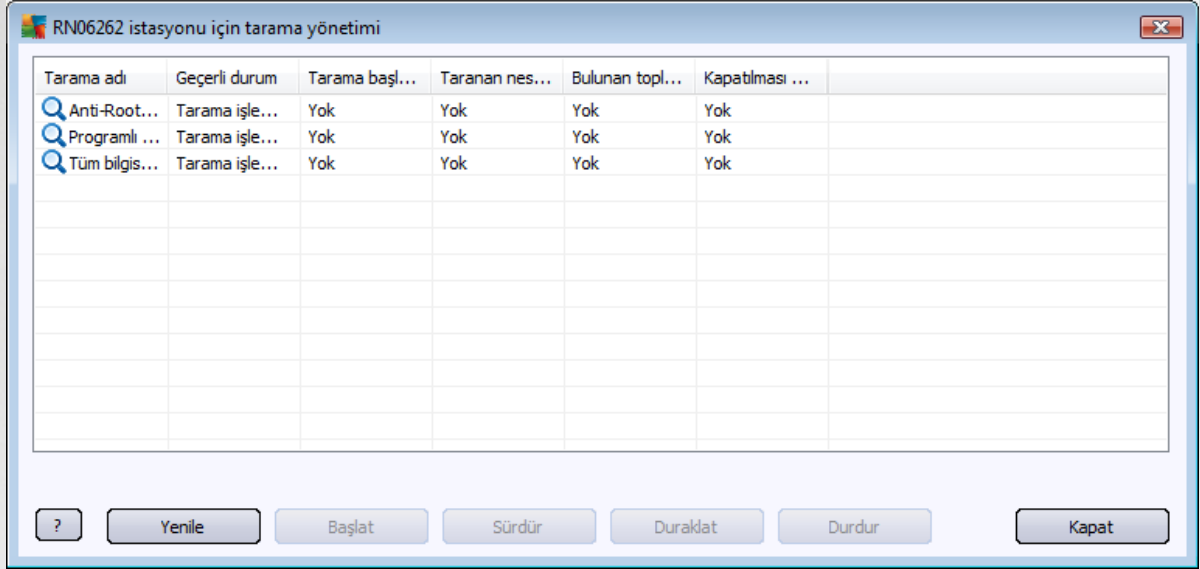 RN06262 istasyonu için tarama yönetimi
Tarama adı Geçerli durum Tarama başl... Taranan nes... Bulunan topl... Kapatılması ...
Anti-Root... Tarama işle... Yok Yok Yok Yok
Programlı ... Tarama işle... Yok Yok Yok Yok
Tüm bilgis... Tarama işle... Yok Yok Yok Yok
? Yenile Başlat Sürdür Duraklat Durdur Kapat